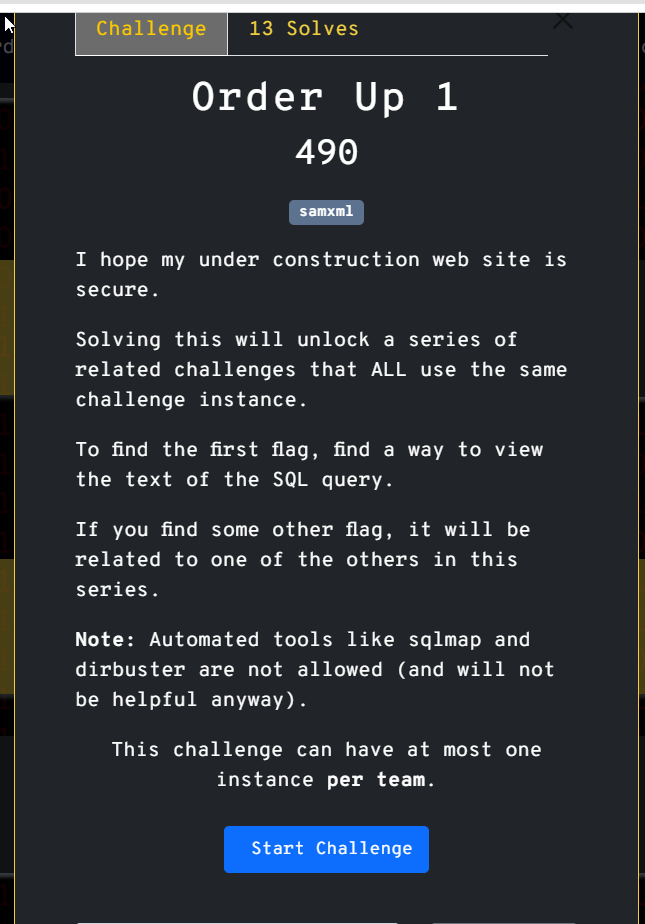 Challenge
13 Solves
Order Up 1
490
samxml
I hope my under construction web site is
secure.
Solving this will unlock a series of
related challenges that ALL use the same
challenge instance.
To find the first flag, find a way to view
the text of the SQL query.
If you find some other flag, it will be
related to one of the others in this
series.
Note: Automated tools like sqlmap and
dirbuster are not allowed (and will not
be helpful anyway).
This challenge can have at most one
instance per team.
Start Challenge